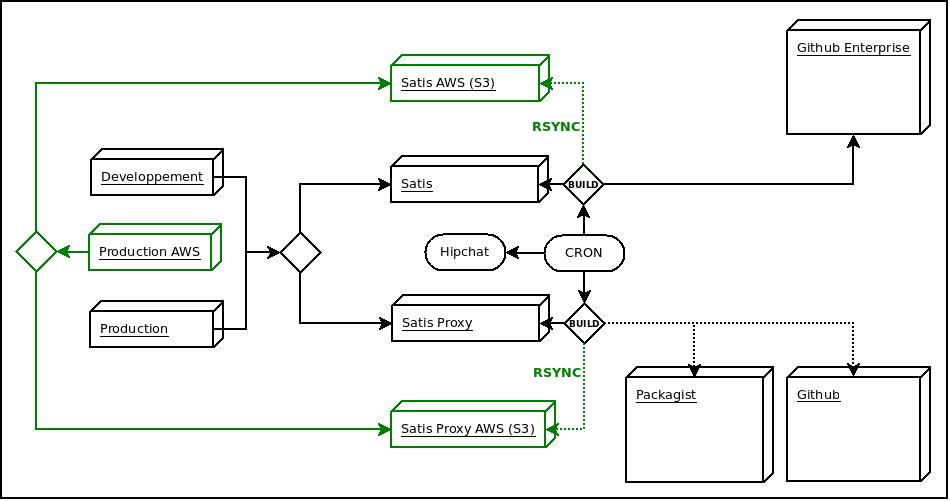 Github Enterprise
Satis AWS (S3)
RSYNC
Developpement
Satis
BUILD
Production AWS
Hipchat
CRON
Production
Satis Proxy
BUILD
RSYNC
Packagist
Github
Satis Proxy AWS (S3)